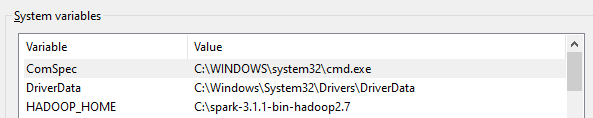 System variables
Variable Value
ComSpec C:\WINDOWS\system32\cmd.exe
DriverData C:\Windows\System32\Drivers\DriverData
HADOOP_HOME C:\spark-3.1.1-bin-hadoop2.7